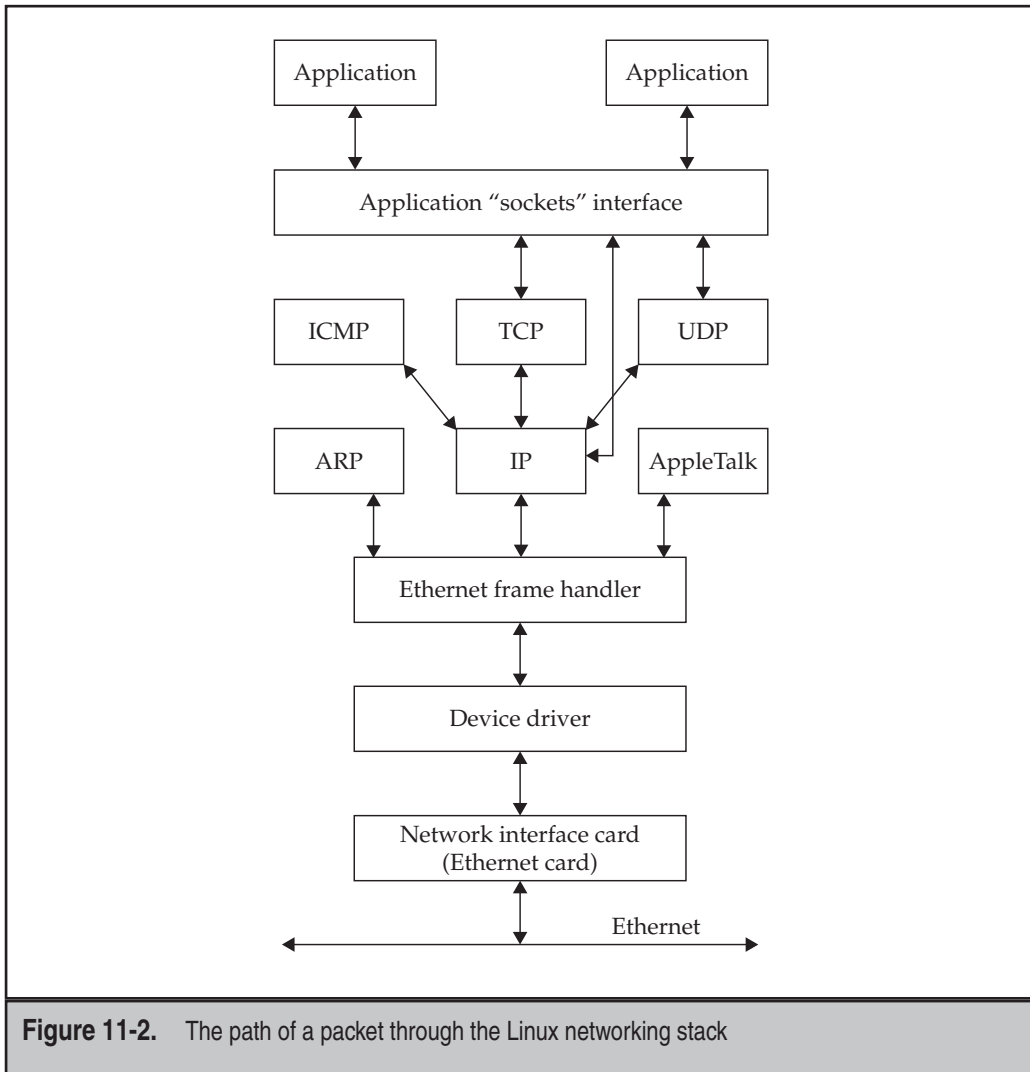 Application
Application
Application “sockets” interface
ICMP
TCP
UDP
ARP
IP
AppleTalk
Ethernet frame handler
Device driver
Network interface card
(Ethernet card)
Ethernet
Figure 11-2. The path of a packet through the Linux networking stack